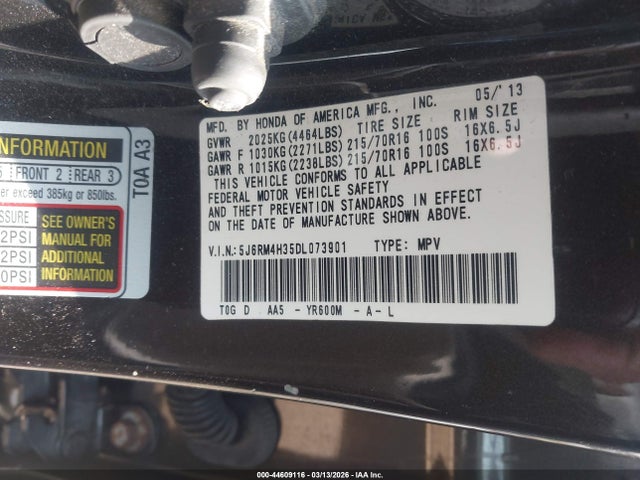 MFD. BY HONDA OF AMERICA MFG., INC. 05/'13
GVWR 2025KG(4464LBS) TIRE SIZE RIM SIZE
GAWR F 1030KG(2271LBS)215/70R16 100S 16X6.5J
GAWR R 1015KG(2238LBS)215/70R16 100S 16X6.5J
THIS VEHICLE CONFORMS TO ALL APPLICABLE
FEDERAL MOTOR VEHICLE SAFETY
AND THEFT PREVENTION STANDARDS IN EFFECT
ON THE DATE OF MANUFACTURE SHOWN ABOVE.
V.I.N.:5J6RM4H35DL073901 TYPE: MPV
T0G D AA5 - YR600M - A - L
INFORMATION
FRONT 2 REAR 3
exceed 385kg or 850lbs.
SEE OWNER'S
MANUAL FOR
ADDITIONAL
INFORMATION
2PSI
2PSI
0PSI
T0A A3
000-44609116 - 03/13/2026 - IAA Inc.